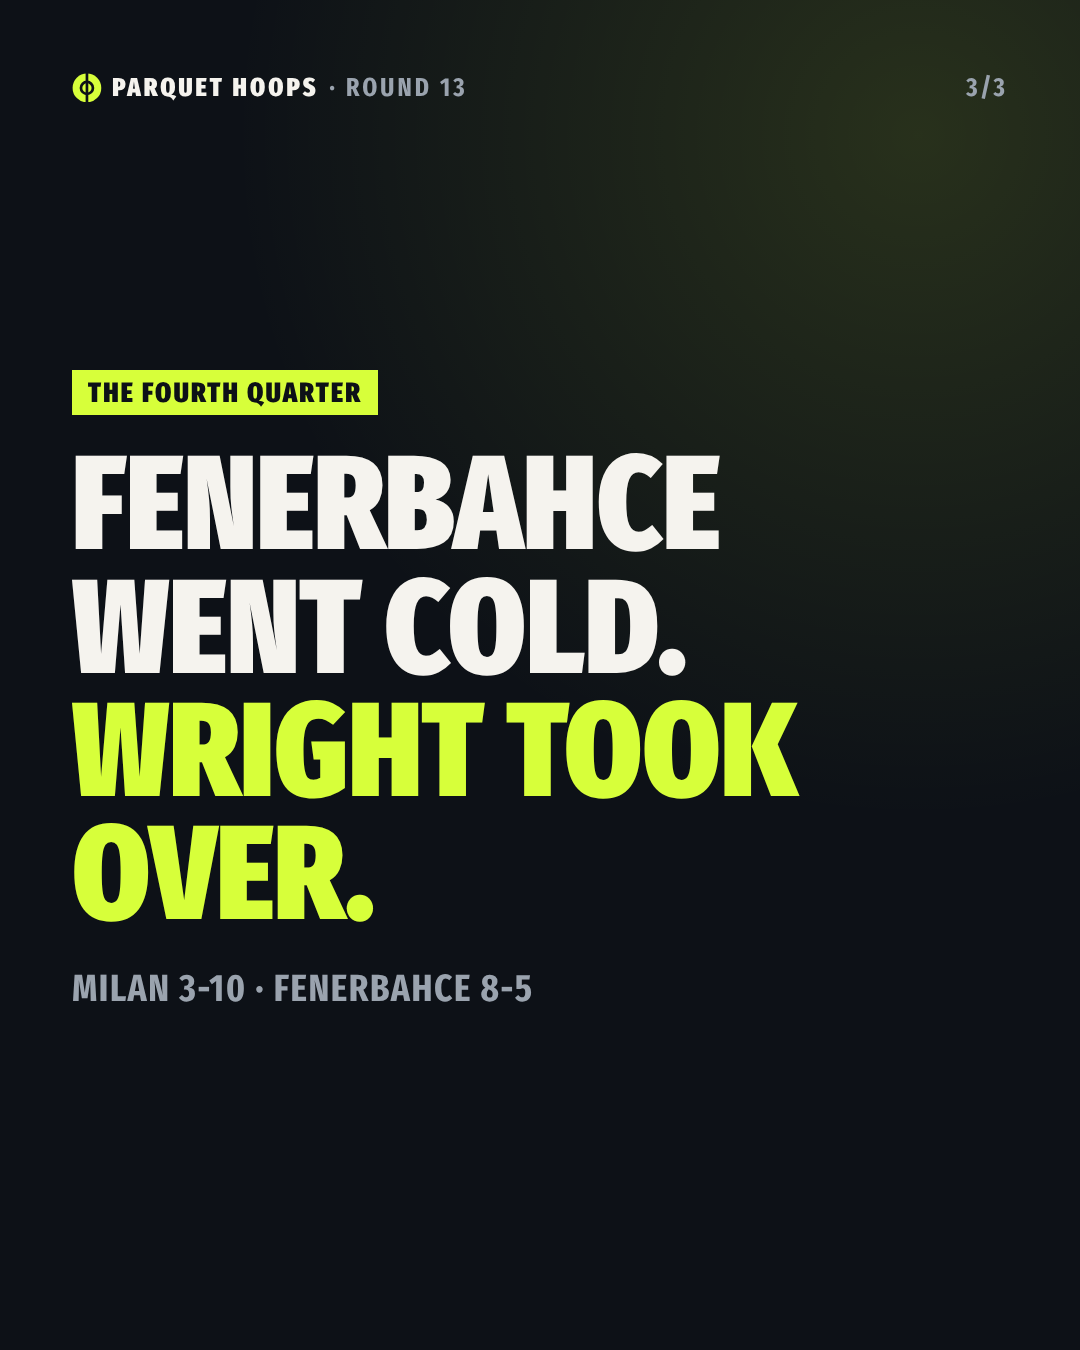 PARQUET HOOPS · ROUND 13
3/3
THE FOURTH QUARTER
FENERBAHCE
WENT COLD.
WRIGHT TOOK
OVER.
MILAN 3-10 · FENERBAHCE 8-5